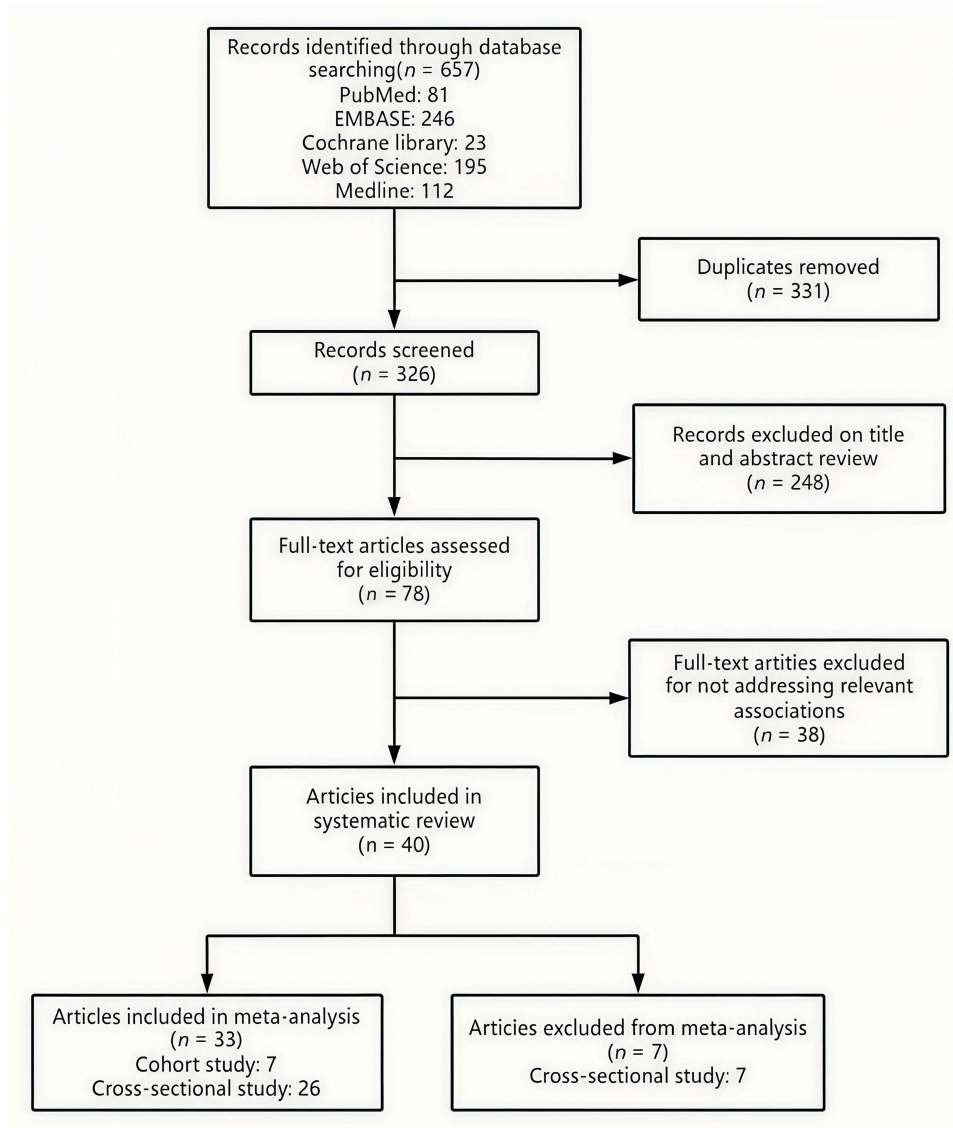 Records identified through database
searching(n = 657)
PubMed: 81
EMBASE: 246
Cochrane library: 23
Web of Science: 195
Medline: 112
Duplicates removed
(n = 331)
Records screened
(n = 326)
Records excluded on title
and abstract review
(n = 248)
Full-text articles assessed
for eligibility
(n = 78)
Full-text artities excluded
for not addressing relevant
associations
(n = 38)
Articles included in
systematic review
(n = 40)
Articles included in meta-analysis
(n = 33)
Cohort study: 7
Cross-sectional study: 26
Articles excluded from meta-analysis
(n = 7)
Cross-sectional study: 7